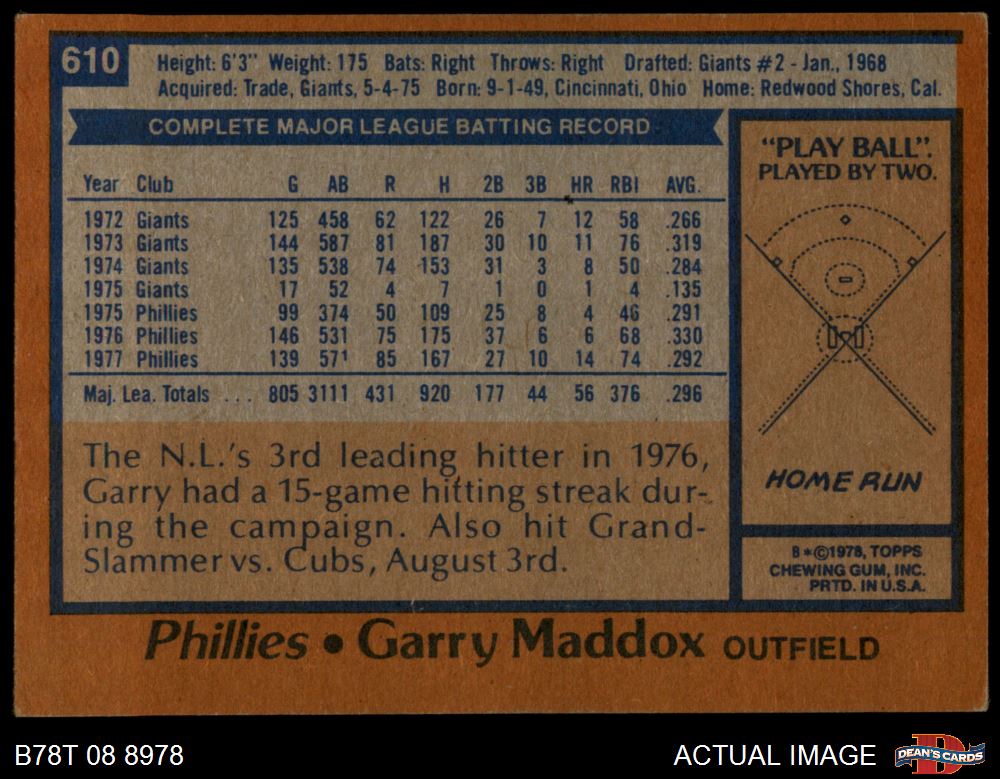 610
Height: 6'3" Weight: 175 Bats: Right Throws: Right Drafted: Giants #2 - Jan., 1968
Acquired: Trade, Giants, 5-4-75 Born: 9-1-49, Cincinnati, Ohio Home: Redwood Shores, Cal.
COMPLETE MAJOR LEAGUE BATTING RECORD
Year Club G AB R H 2B 3B HR RBI AVG.
1972 Giants 125 458 62 122 26 7 12 58 .266
1973 Giants 144 587 81 187 30 10 11 76 .319
1974 Giants 135 538 74 153 31 3 8 50 .284
1975 Giants 17 52 4 7 1 0 1 4 .135
1975 Phillies 99 374 50 109 25 8 4 46 .291
1976 Phillies 146 531 75 175 37 6 6 68 .330
1977 Phillies 139 571 85 167 27 10 14 74 .292
Maj. Lea. Totals . . . 805 3111 431 920 177 44 56 376 .296
The N.L.'s 3rd leading hitter in 1976,
Garry had a 15-game hitting streak dur-
ing the campaign. Also hit Grand-
Slammer vs. Cubs, August 3rd.
"PLAY BALL".
PLAYED BY TWO.
HOME RUN
B*©1978, TOPPS
CHEWING GUM, INC.
PRTD. IN U.S.A.
Phillies • Garry Maddox OUTFIELD
B78T 08 8978
ACTUAL IMAGE
DEAN'S CARDS